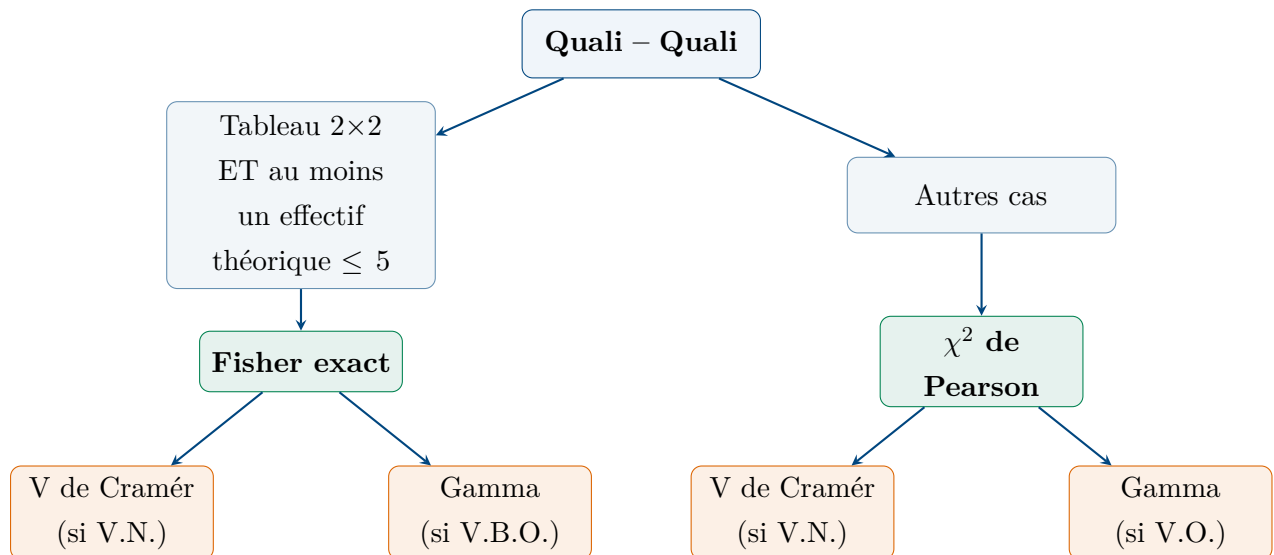 Quali – Quali
Tableau 2×2
ET au moins
un effectif
théorique ≤ 5
Autres cas
Fisher exact
χ² de
Pearson
V de Cramér
(si V.N.)
Gamma
(si V.B.O.)
V de Cramér
(si V.N.)
Gamma
(si V.O.)